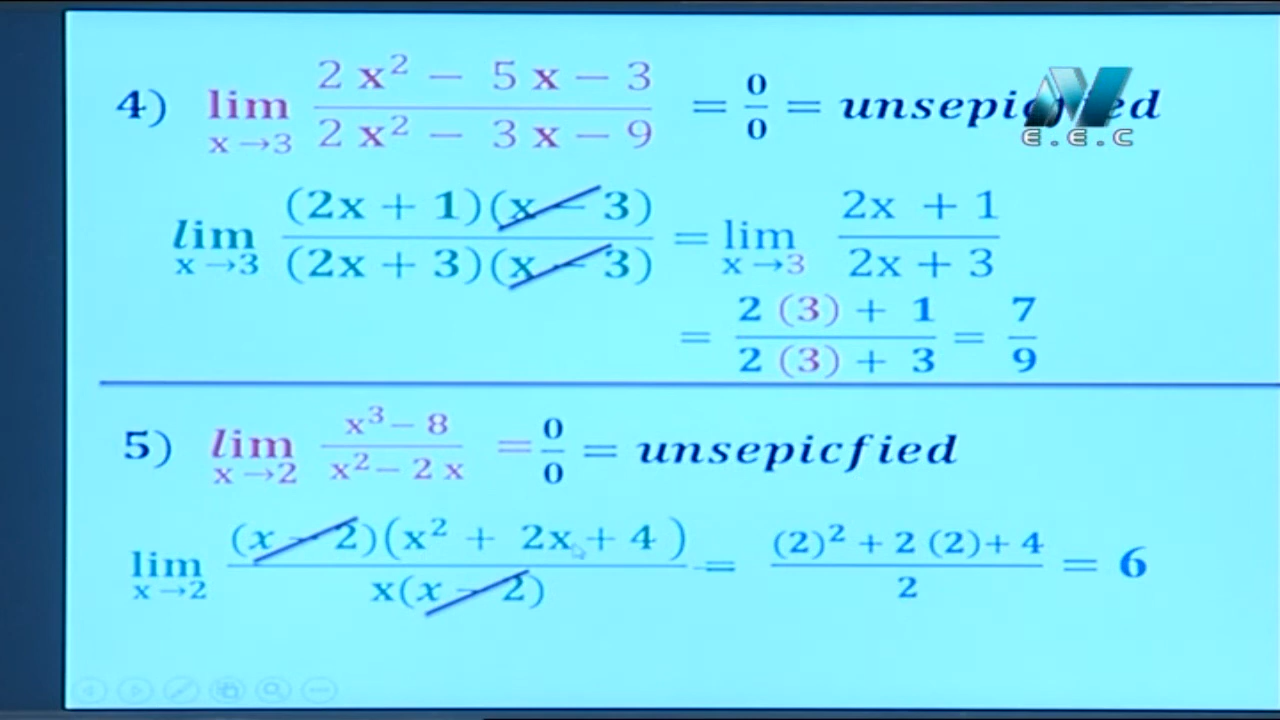 4) lim x→3 (2x² − 5x − 3)/(2x² − 3x − 9) = 0/0 = unsepicfied
E.E.C
lim x→3 ((2x + 1)(x − 3))/((2x + 3)(x − 3)) = lim x→3 (2x + 1)/(2x + 3)
= (2 (3) + 1)/(2 (3) + 3) = 7/9
5) lim x→2 (x³ − 8)/(x² − 2x) = 0/0 = unsepicfied
lim x→2 ((x − 2)(x² + 2x + 4))/(x(x − 2)) = ((2)² + 2 (2) + 4)/2 = 6